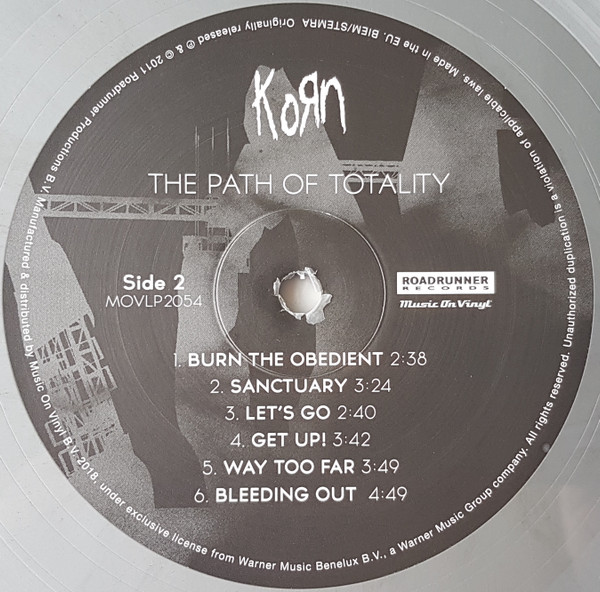 KoЯn
THE PATH OF TOTALITY
Side 2
MOVLP2054
ROADRUNNER
RECORDS
Music On Vinyl
1. BURN THE OBEDIENT 2:38
2. SANCTUARY 3:24
3. LET'S GO 2:40
4. GET UP! 3:42
5. WAY TOO FAR 3:49
6. BLEEDING OUT 4:49
Originally released ℗ & © 2011 Roadrunner Productions B.V. Manufactured & distributed by Music On Vinyl B.V. 2018, under exclusive license from Warner Music Benelux B.V., a Warner Music Group company. All rights reserved. Unauthorized duplication is a violation of applicable laws. Made in the EU. BIEM/STEMRA